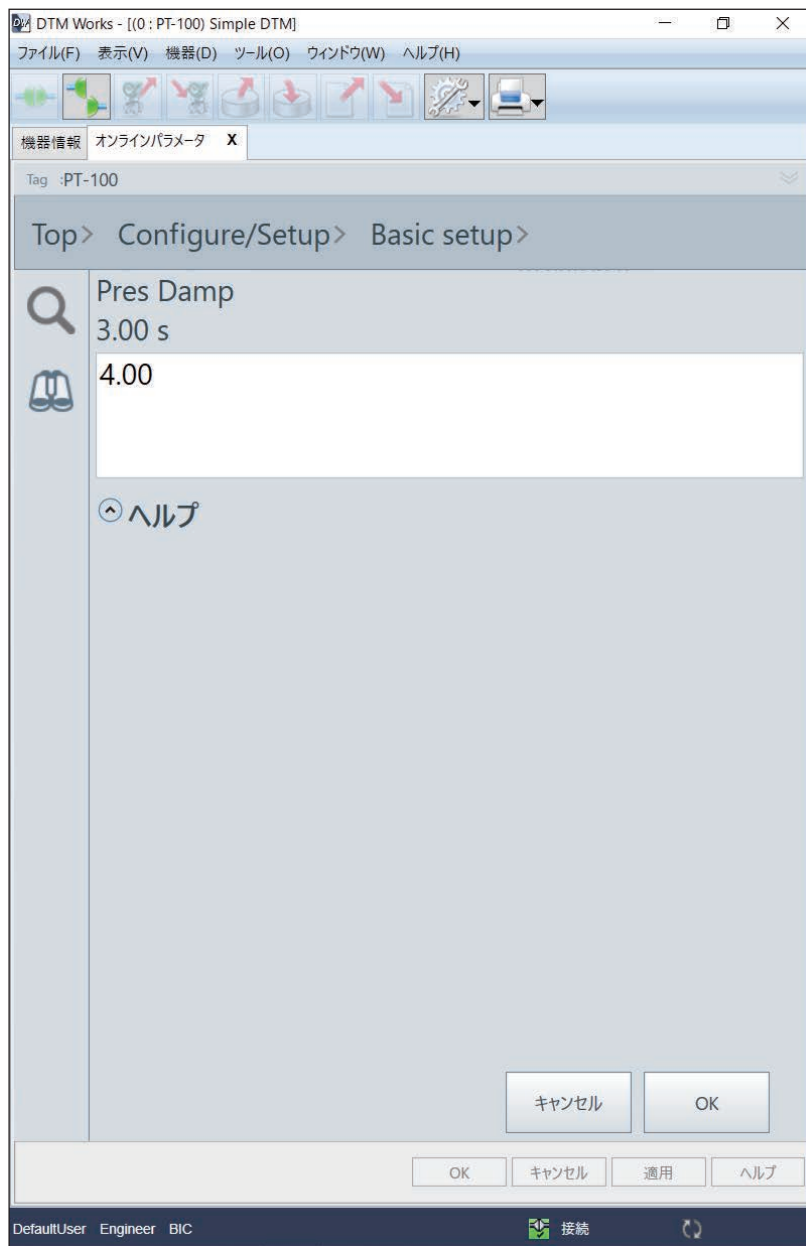 DTM Works - [(0 : PT-100) Simple DTM]
ファイル(F) 表示(V) 機器(D) ツール(O) ウィンドウ(W) ヘルプ(H)
機器情報 オンラインパラメータ X
Tag :PT-100
Top> Configure/Setup> Basic setup>
Pres Damp
3.00 s
4.00
ヘルプ
キャンセル OK
OK キャンセル 適用 ヘルプ
DefaultUser Engineer BIC 接続